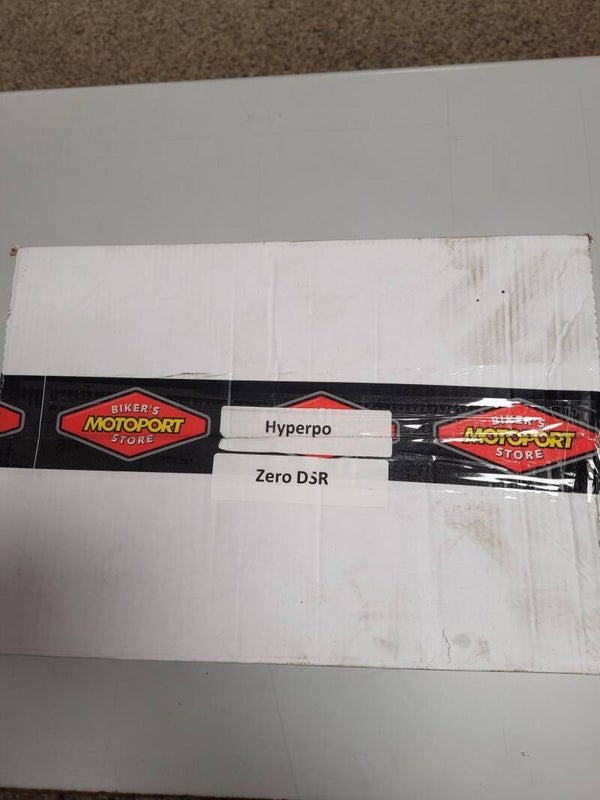 BIKER'S
MOTOPORT
STORE
Hyperpo
Zero DSR
BIKER'S
MOTOPORT
STORE